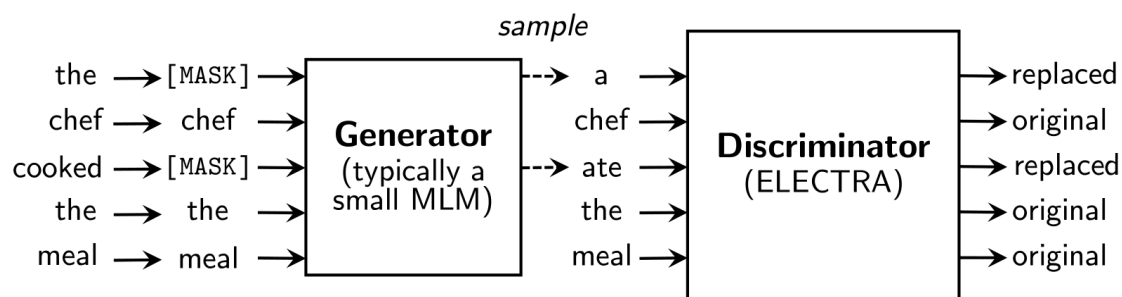 sample
the [MASK] a replaced
chef chef chef original
cooked [MASK] ate replaced
the the the original
meal meal meal original
Generator
(typically a
small MLM)
Discriminator
(ELECTRA)